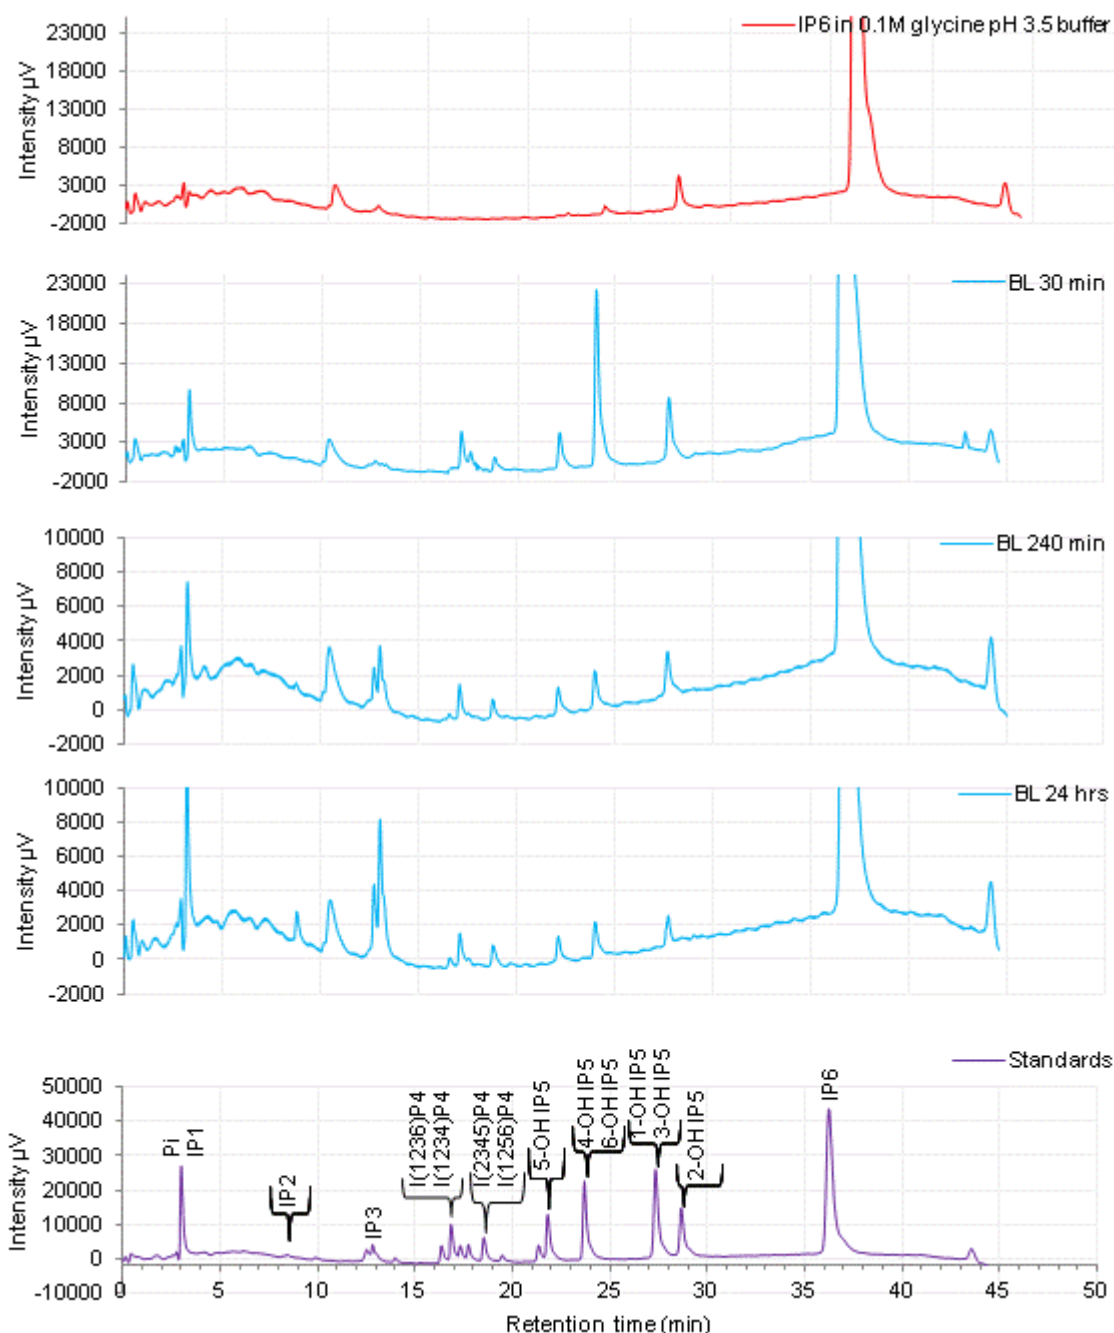 IP6 in 0.1M glycine pH 3.5 buffer
23000
18000
13000
8000
3000
-2000
Intensity µV
BL 30 min
23000
18000
13000
8000
3000
-2000
Intensity µV
BL 240 min
10000
8000
6000
4000
2000
0
-2000
Intensity µV
BL 24 hrs
10000
8000
6000
4000
2000
0
-2000
Intensity µV
Standards
50000
40000
30000
20000
10000
0
-10000
Intensity µV
Pi
IP1
IP2
IP3
I(1236)P4
I(1234)P4
I(2345)P4
I(1256)P4
5-OH IP5
4-OH IP5
6-OH IP5
1-OH IP5
3-OH IP5
2-OH IP5
IP6
0 5 10 15 20 25 30 35 40 45 50
Retention time (min)